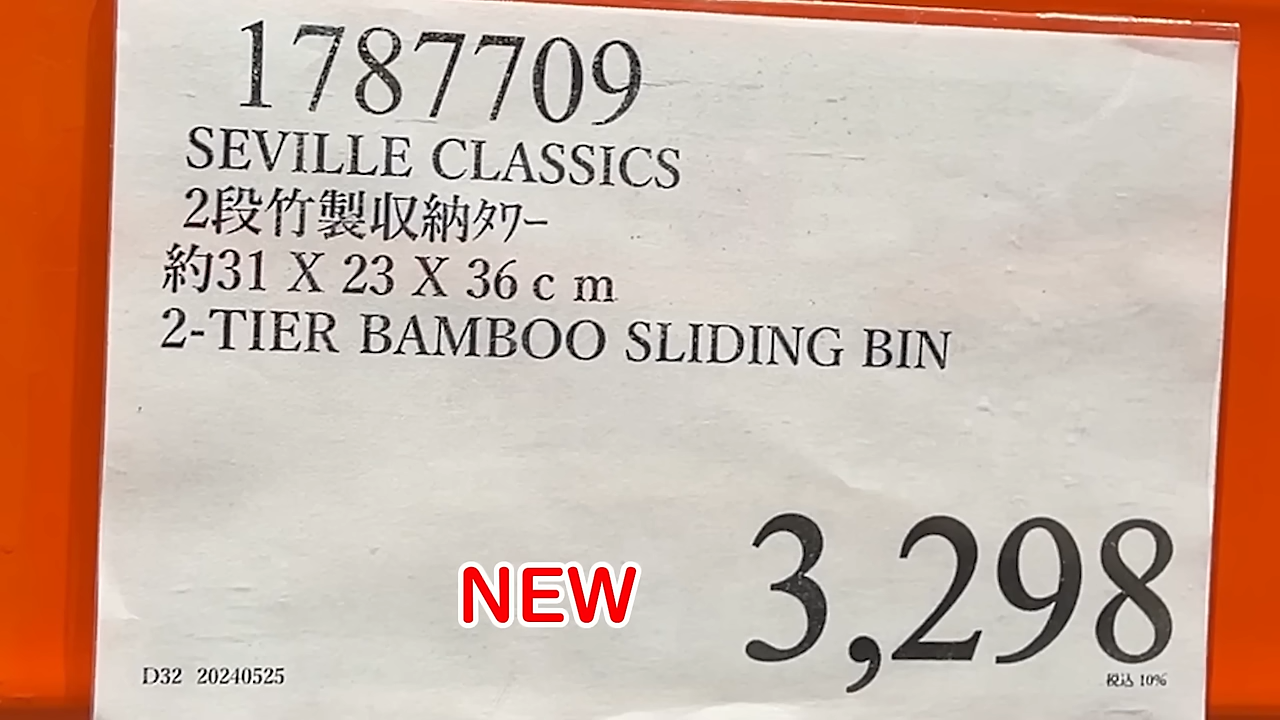 1787709
SEVILLE CLASSICS
2段竹製収納ﾀﾜｰ
約31 X 23 X 36ｃｍ
2-TIER BAMBOO SLIDING BIN
NEW
3,298
D32 20240525
税込 10%